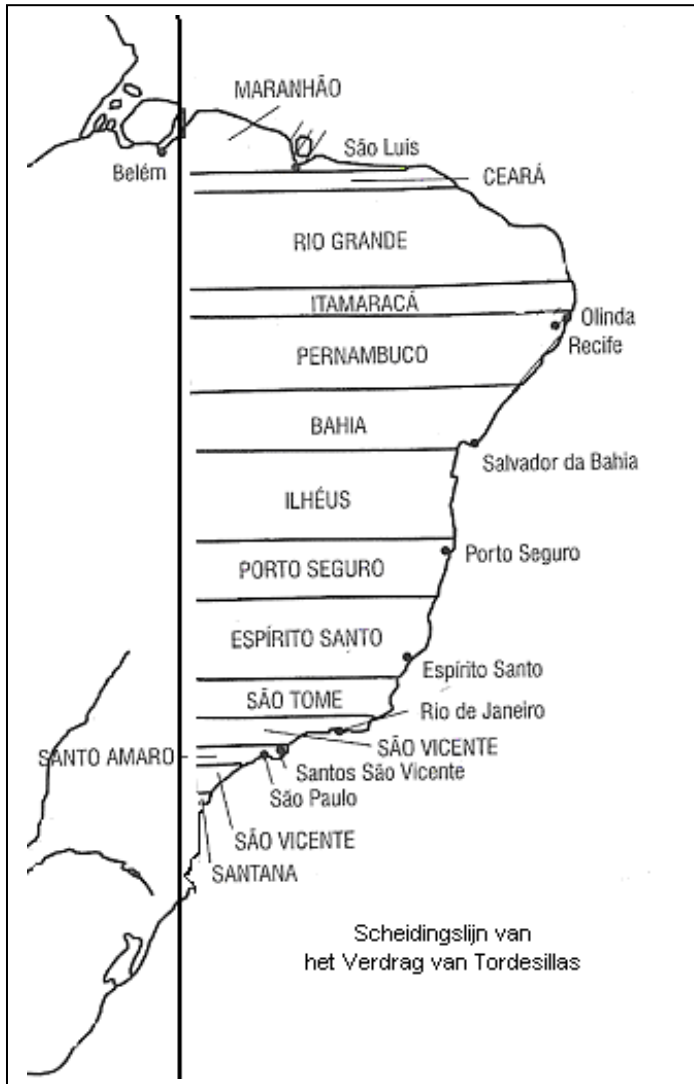 MARANHÃO
São Luis
Belém
CEARÁ
RIO GRANDE
ITAMARACÁ
Olinda
Recife
PERNAMBUCO
BAHIA
Salvador da Bahia
ILHÉUS
Porto Seguro
PORTO SEGURO
ESPÍRITO SANTO
Espírito Santo
SÃO TOME
Rio de Janeiro
SÃO VICENTE
SANTO AMARO
Santos São Vicente
São Paulo
SÃO VICENTE
SANTANA
Scheidingslijn van
het Verdrag van Tordesillas